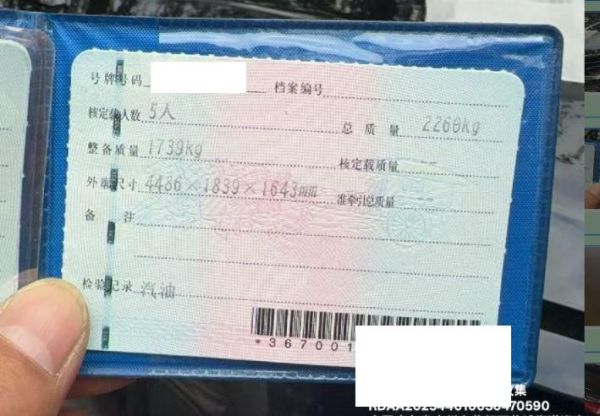 号牌号码 档案编号
核定载人数 5人 总质量 2260kg
整备质量 1739kg 核定载质量 --
外廓尺寸 4486×1839×1643mm 准牵引总质量 --
备注
检验记录 汽油
*367001